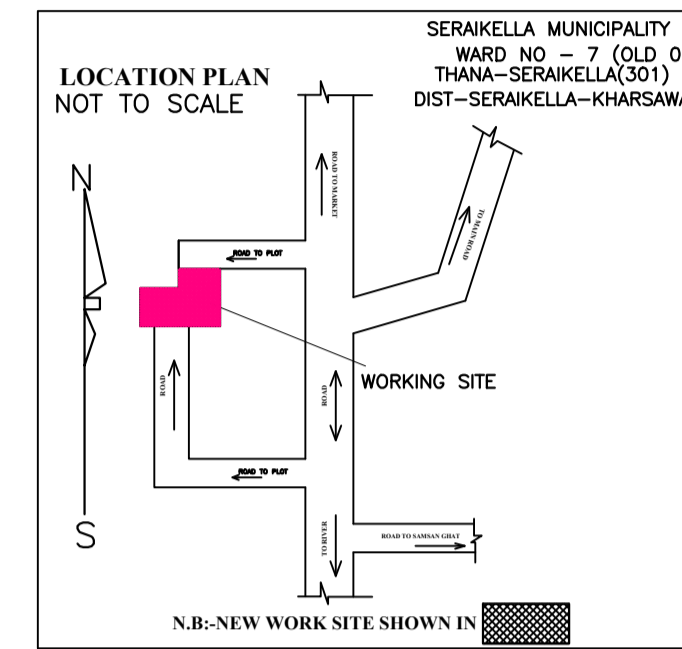 SERAIKELLA MUNICIPALITY
WARD NO - 7 (OLD 0
THANA-SERAIKELLA(301)
DIST-SERAIKELLA-KHARSAWA
LOCATION PLAN
NOT TO SCALE
N
ROAD TO MARKET
TO MAIN ROAD
ROAD TO PLOT
WORKING SITE
ROAD
ROAD
ROAD TO PLOT
S
TO RIVER
ROAD TO SAMSAN GHAT
N.B:-NEW WORK SITE SHOWN IN